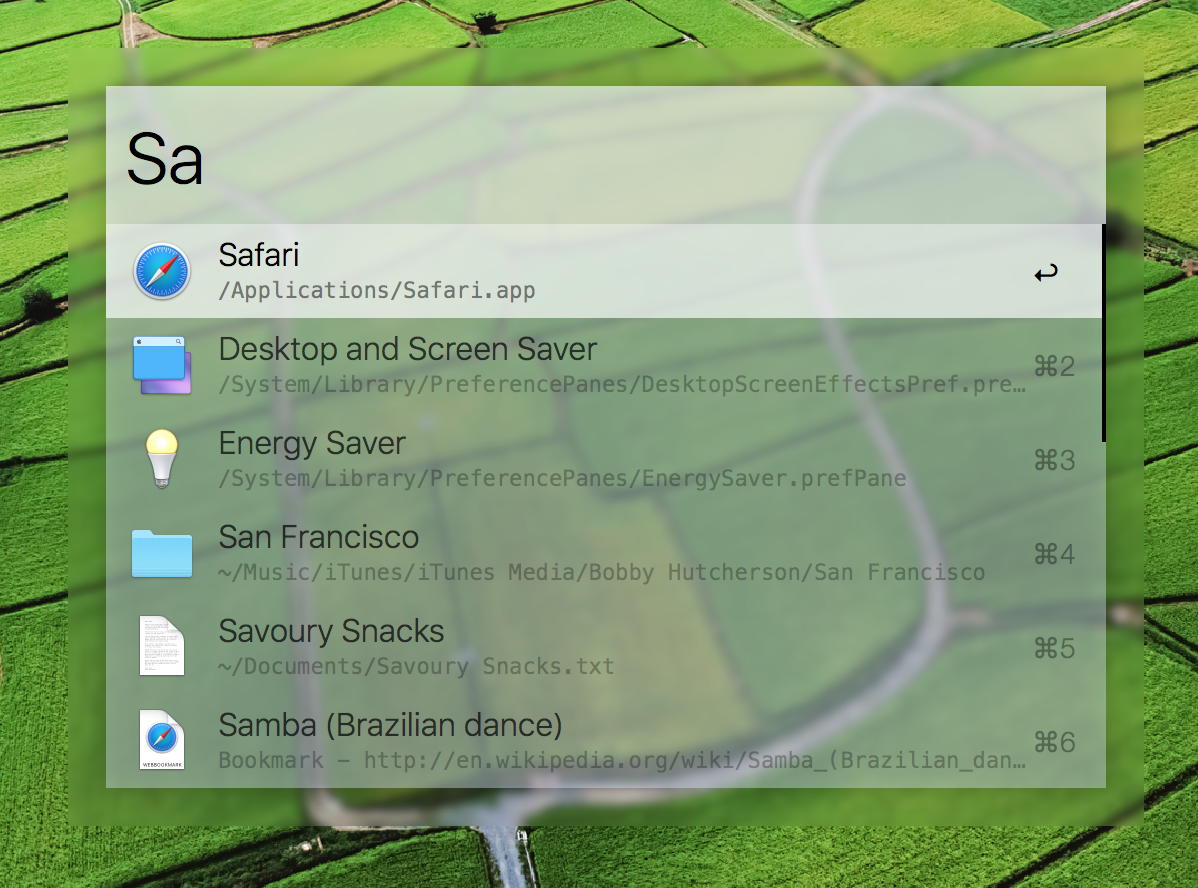 Sa
Safari
/Applications/Safari.app
↩
Desktop and Screen Saver
/System/Library/PreferencePanes/DesktopScreenEffectsPref.pre…
⌘2
Energy Saver
/System/Library/PreferencePanes/EnergySaver.prefPane
⌘3
San Francisco
~/Music/iTunes/iTunes Media/Bobby Hutcherson/San Francisco
⌘4
Savoury Snacks
~/Documents/Savoury Snacks.txt
⌘5
WEBBOOKMARK
Samba (Brazilian dance)
Bookmark – http://en.wikipedia.org/wiki/Samba_(Brazilian_dan…
⌘6